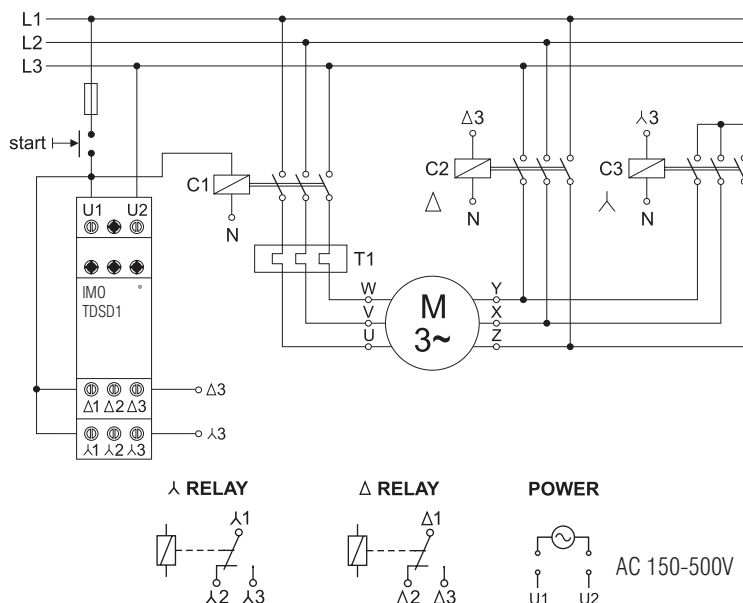 L1
L2
L3
start
U1 U2
IMO
TDSD1
Δ1 Δ2 Δ3
⅄1 ⅄2 ⅄3
Δ3
⅄3
C1
N
T1
W
V
U
M
3~
Y
X
Z
Δ3
C2
Δ
N
⅄3
C3
⅄
N
⅄ RELAY
⅄1
⅄2 ⅄3
Δ RELAY
Δ1
Δ2 Δ3
POWER
AC 150-500V
U1 U2